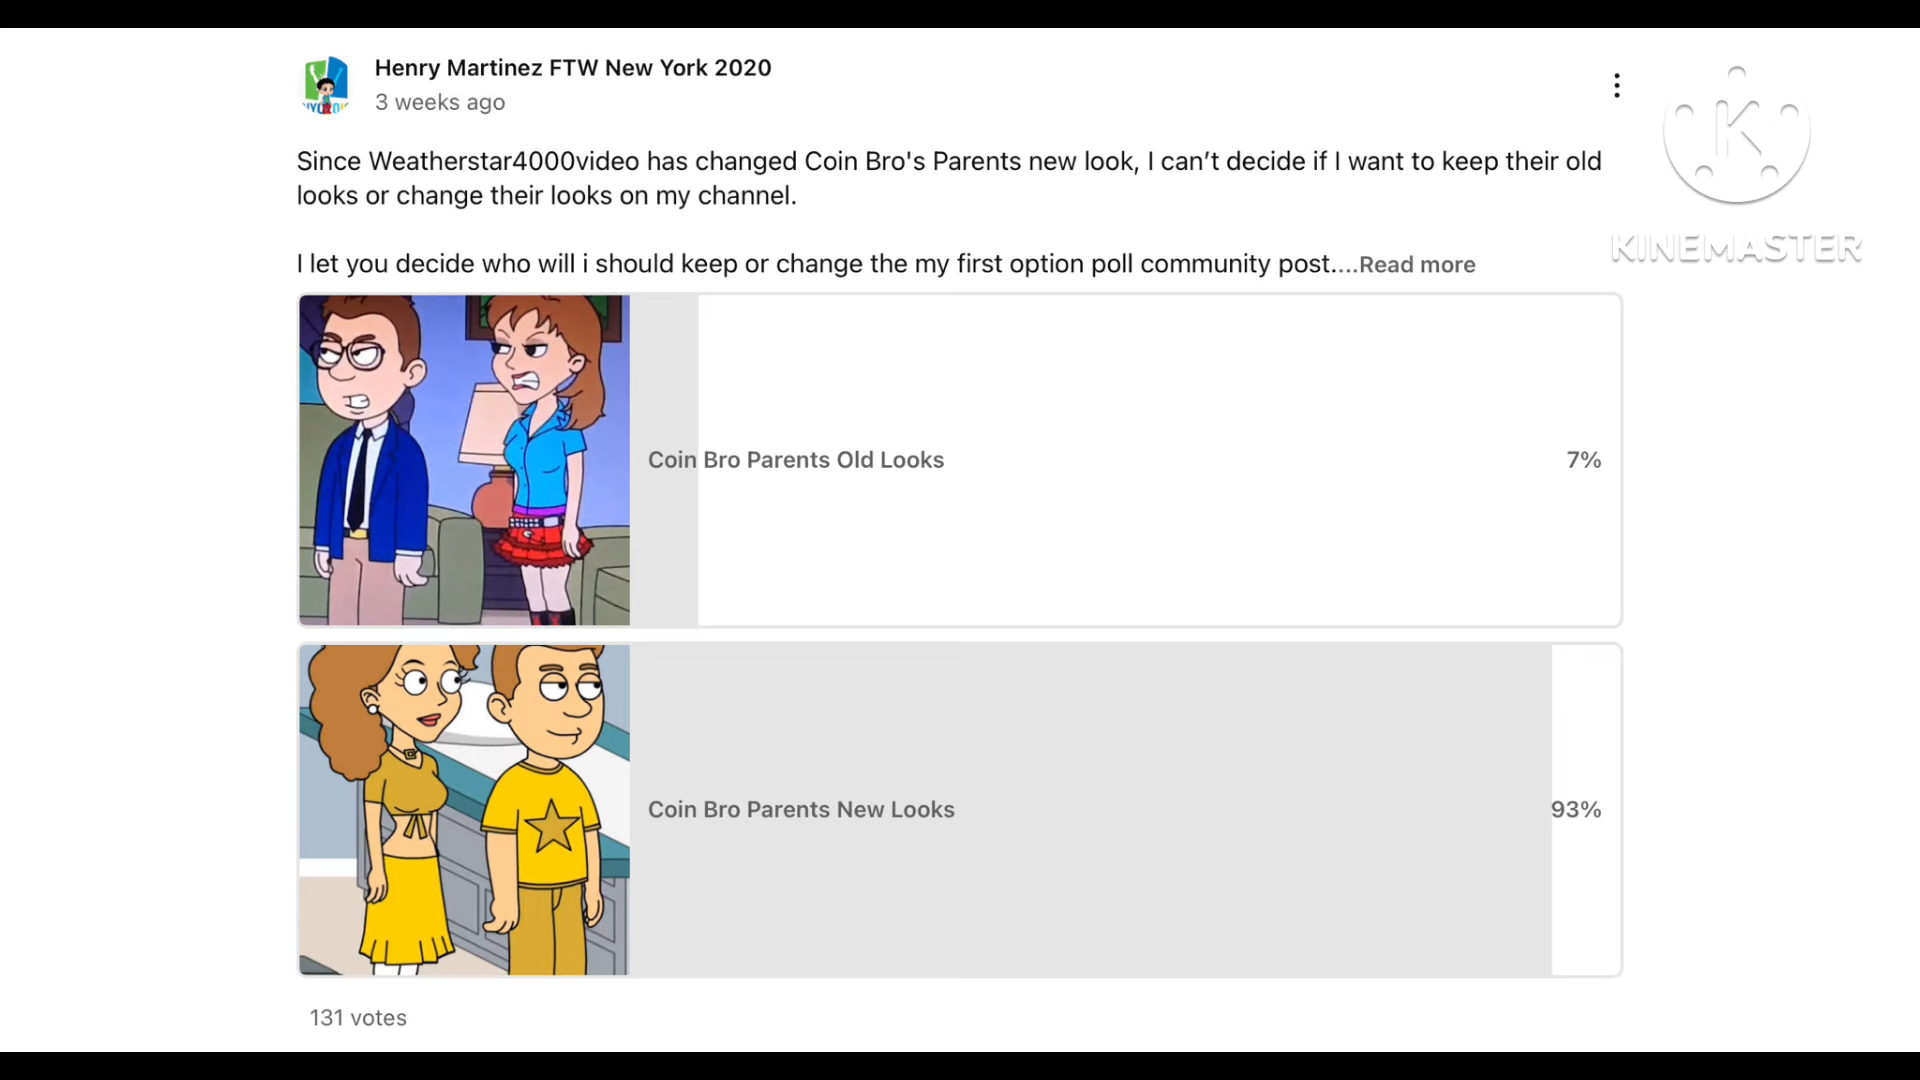 Henry Martinez FTW New York 2020
3 weeks ago
Since Weatherstar4000video has changed Coin Bro's Parents new look, I can’t decide if I want to keep their old
looks or change their looks on my channel.
I let you decide who will i should keep or change the my first option poll community post....Read more
K
KINEMASTER
Coin Bro Parents Old Looks
7%
Coin Bro Parents New Looks
93%
131 votes